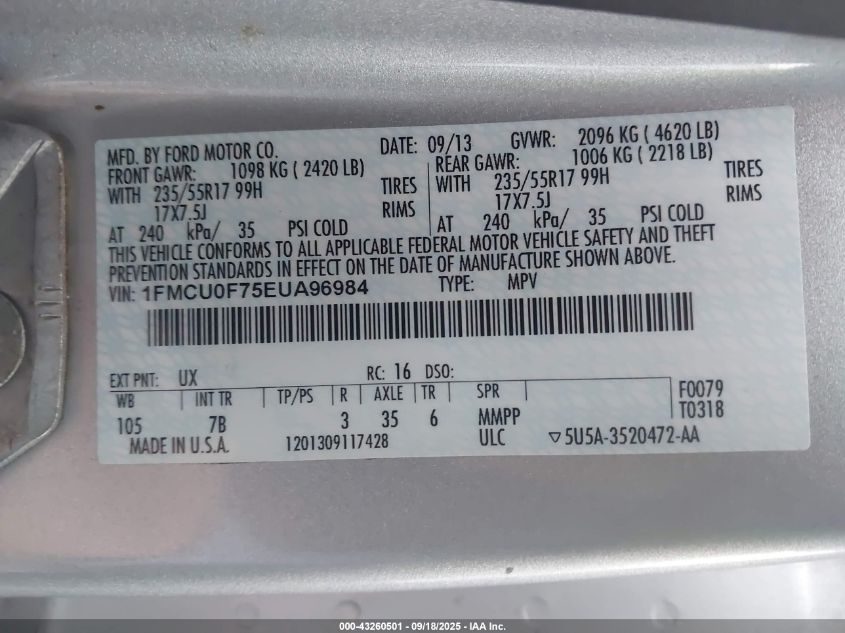 MFD. BY FORD MOTOR CO. DATE: 09/13 GVWR: 2096 KG ( 4620 LB)
FRONT GAWR: 1098 KG ( 2420 LB) REAR GAWR: 1006 KG ( 2218 LB)
WITH 235/55R17 99H TIRES WITH 235/55R17 99H TIRES
17X7.5J RIMS 17X7.5J RIMS
AT 240 kPa/ 35 PSI COLD AT 240 kPa/ 35 PSI COLD
THIS VEHICLE CONFORMS TO ALL APPLICABLE FEDERAL MOTOR VEHICLE SAFETY AND THEFT
PREVENTION STANDARDS IN EFFECT ON THE DATE OF MANUFACTURE SHOWN ABOVE.
VIN: 1FMCU0F75EUA96984 TYPE: MPV
EXT PNT: UX RC: 16 DSO:
WB INT TR TP/PS R AXLE TR SPR F0079
105 7B 3 35 6 MMPP T0318
MADE IN U.S.A. 1201309117428 ULC ▽5U5A-3520472-AA
000-43260501 - 09/18/2025 - IAA Inc.